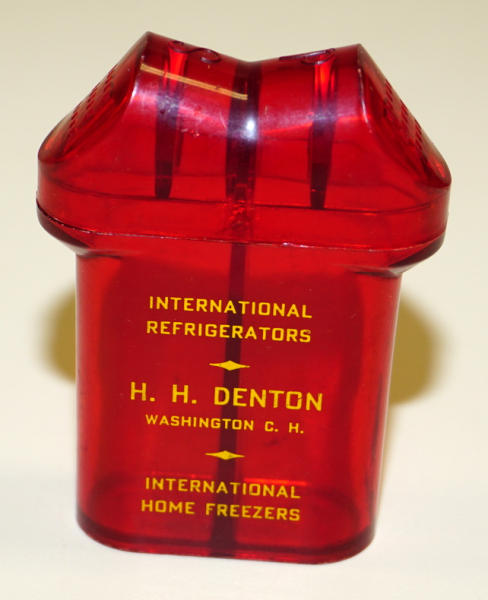 INTERNATIONAL
REFRIGERATORS
H. H. DENTON
WASHINGTON C. H.
INTERNATIONAL
HOME FREEZERS